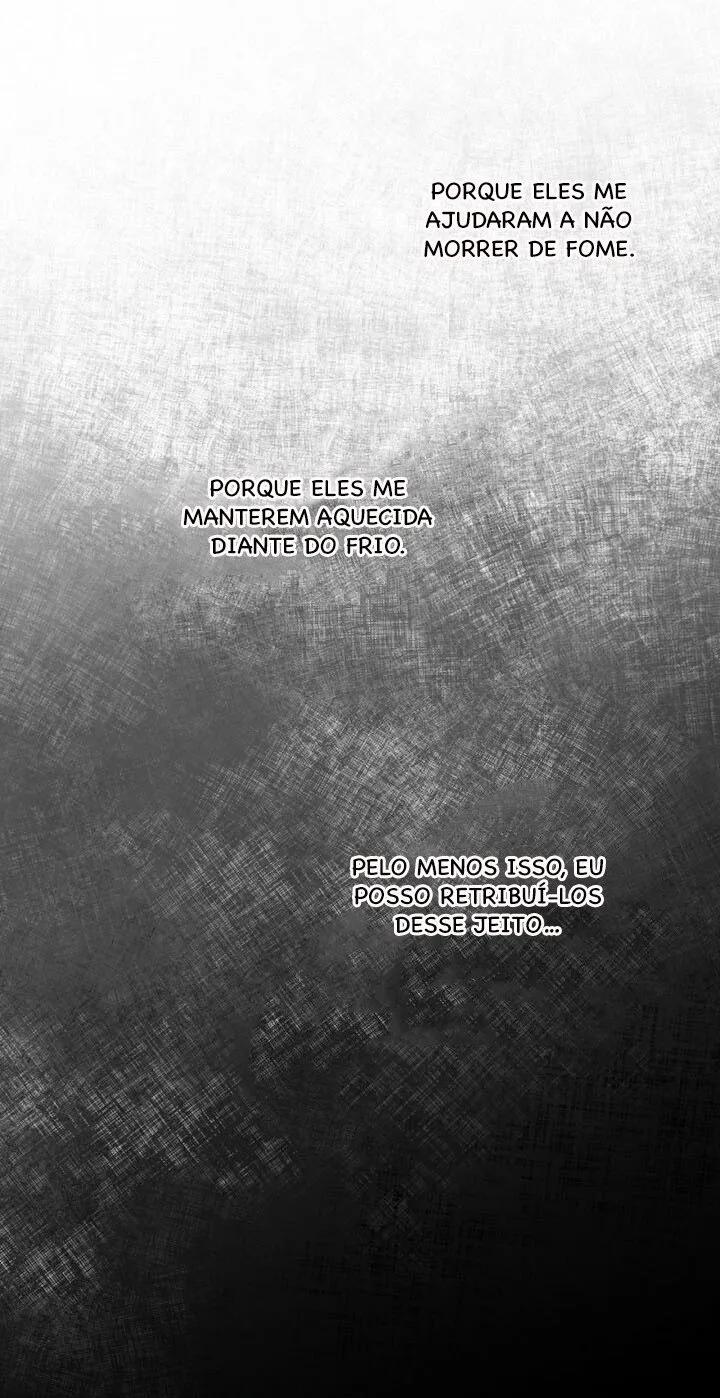 PORQUE ELES ME
AJUDARAM A NÃO
MORRER DE FOME.
PORQUE ELES ME
MANTEREM AQUECIDA
DIANTE DO FRIO.
PELO MENOS ISSO, EU
POSSO RETRIBUÍ-LOS
DESSE JEITO...